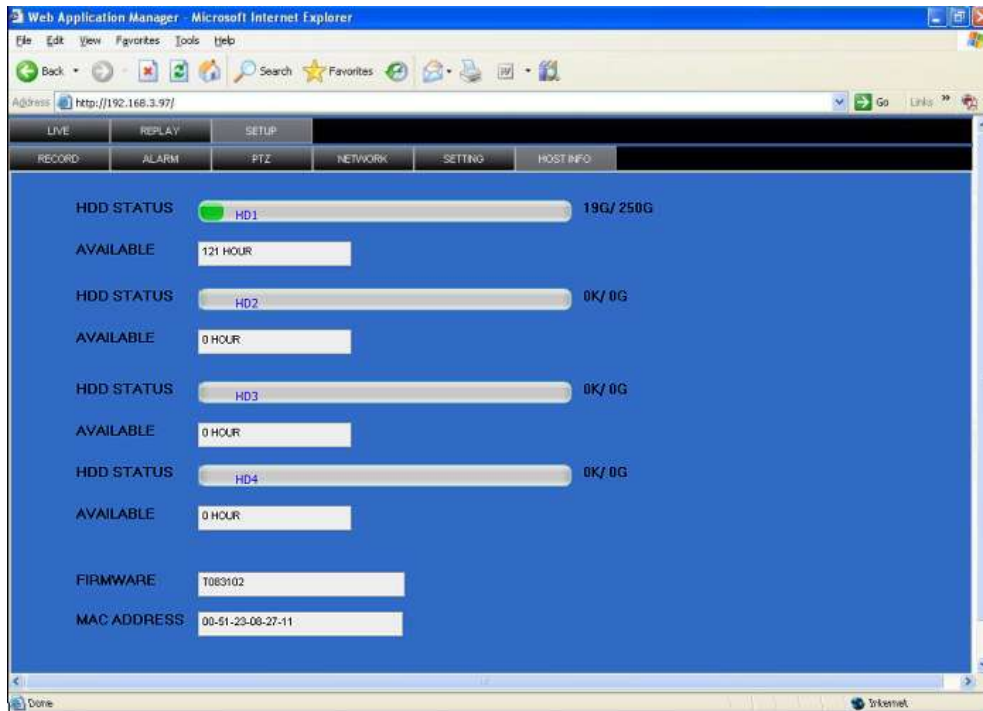 Web Application Manager - Microsoft Internet Explorer
File Edit View Favorites Tools Help
Back Search Favorites
Address http://192.168.3.97/ Go Links »
LIVE REPLAY SETUP
RECORD ALARM PTZ NETWORK SETTING HOST INFO
HDD STATUS HD1 19G/ 250G
AVAILABLE 121 HOUR
HDD STATUS HD2 0K/ 0G
AVAILABLE 0 HOUR
HDD STATUS HD3 0K/ 0G
AVAILABLE 0 HOUR
HDD STATUS HD4 0K/ 0G
AVAILABLE 0 HOUR
FIRMWARE T083102
MAC ADDRESS 00-51-23-08-27-11
Done Internet